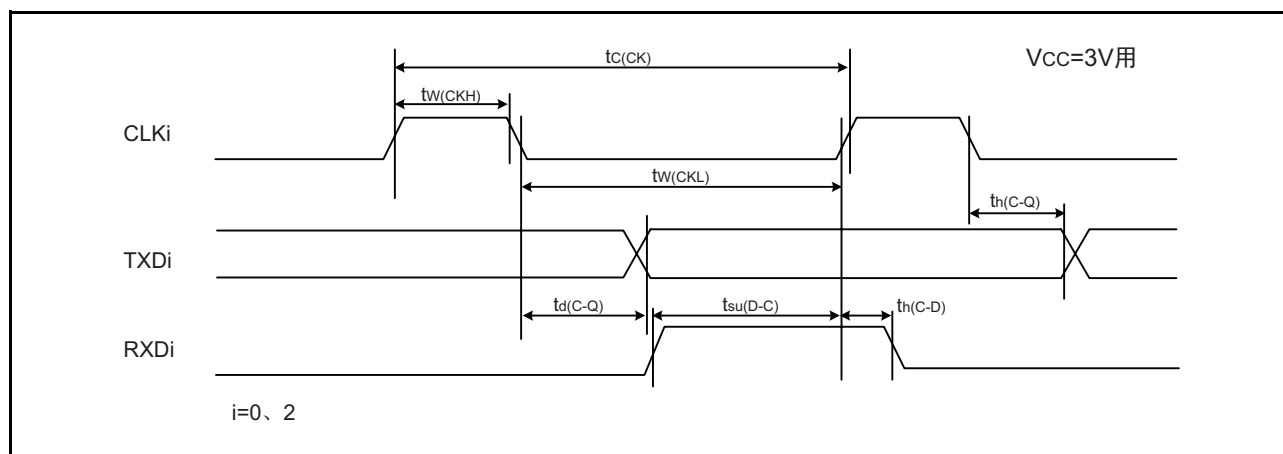 VCC=3V用
tC(CK)
tW(CKH)
CLKi
tW(CKL)
th(C-Q)
TXDi
td(C-Q)
tsu(D-C)
th(C-D)
RXDi
i=0、2